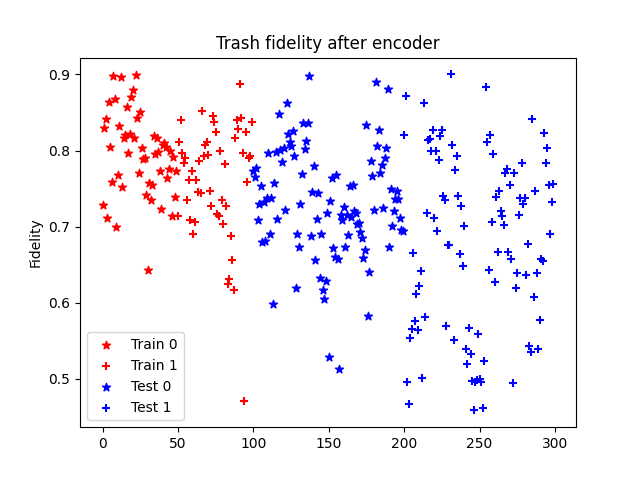 Trash fidelity after encoder
Fidelity
0.9
0.8
0.7
0.6
0.5
Train 0
Train 1
Test 0
Test 1
0 50 100 150 200 250 300